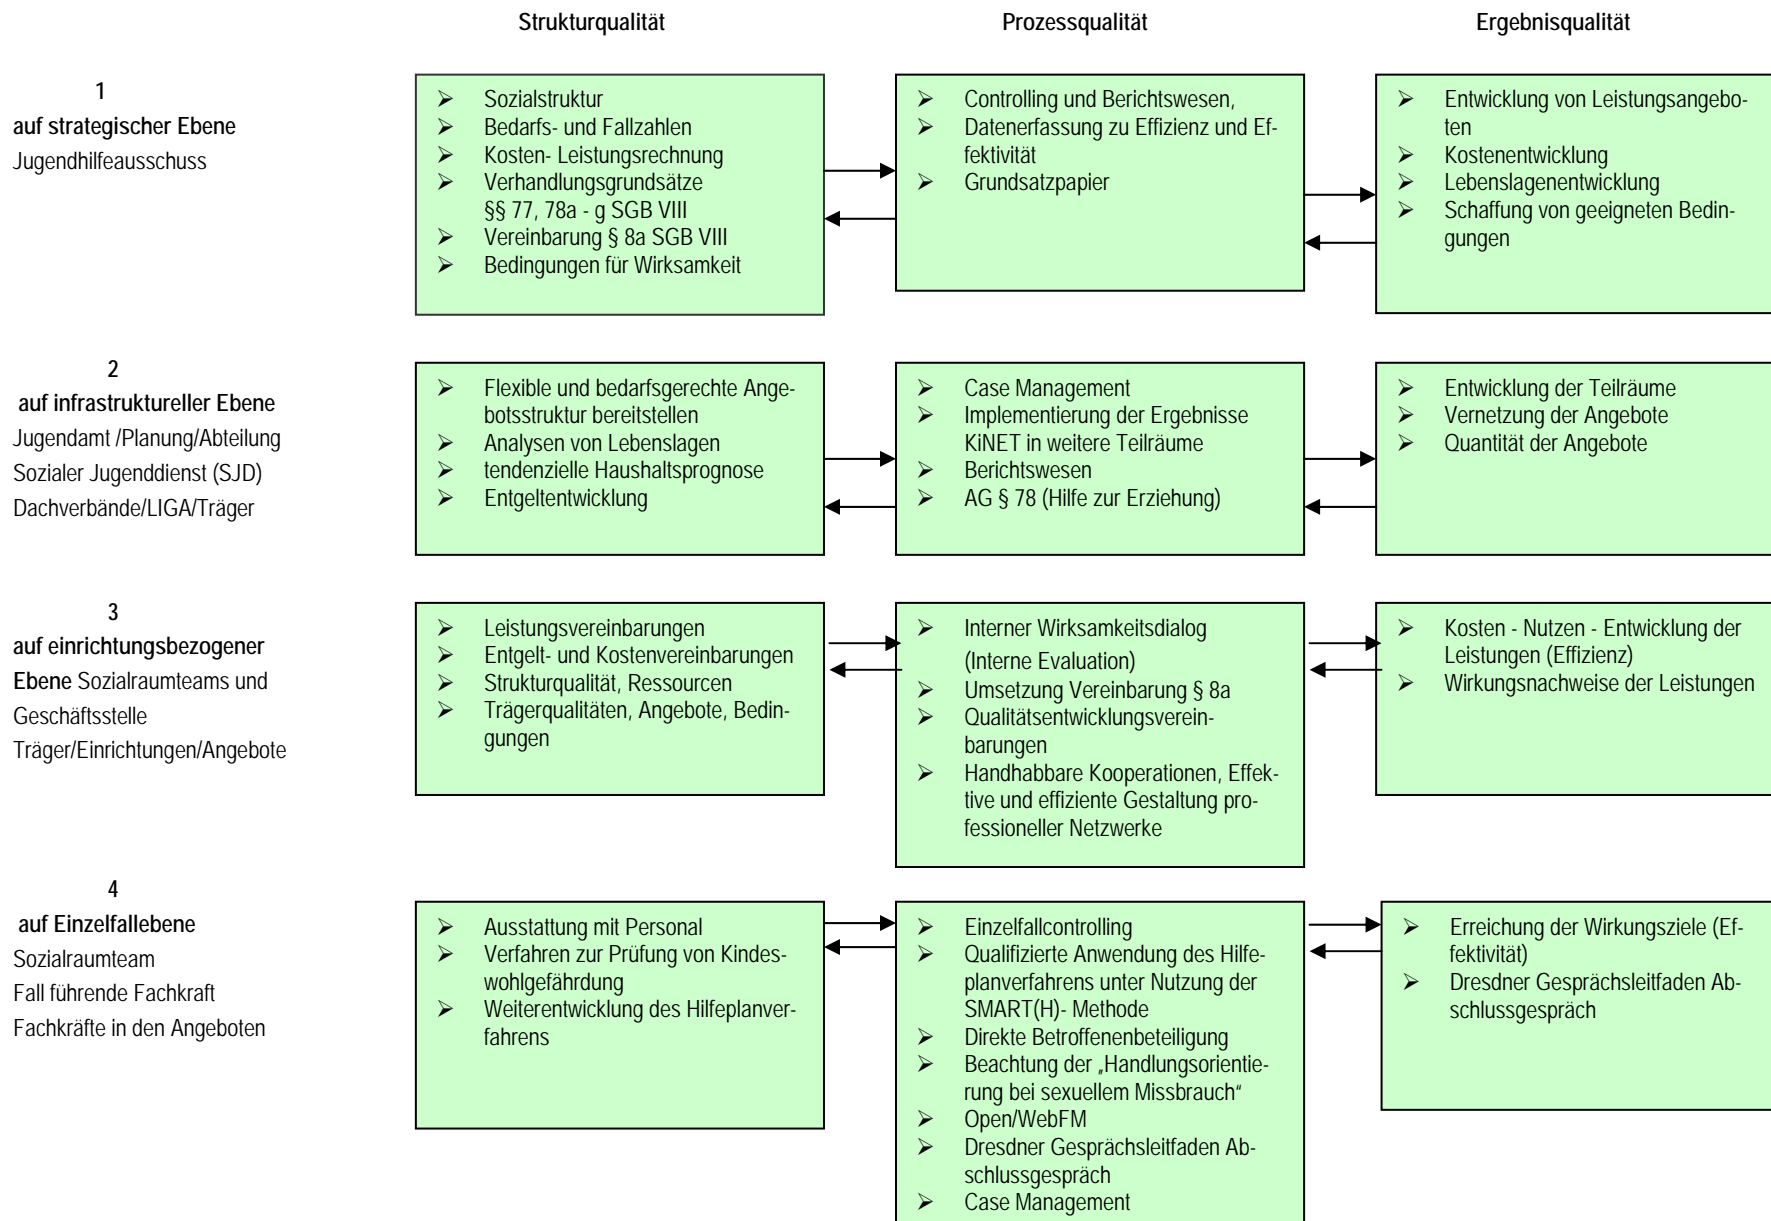 Strukturqualität
Prozessqualität
Ergebnisqualität
1
auf strategischer Ebene
Jugendhilfeausschuss
➢ Sozialstruktur
➢ Bedarfs- und Fallzahlen
➢ Kosten- Leistungsrechnung
➢ Verhandlungsgrundsätze
§§ 77, 78a - g SGB VIII
➢ Vereinbarung § 8a SGB VIII
➢ Bedingungen für Wirksamkeit
➢ Controlling und Berichtswesen,
➢ Datenerfassung zu Effizienz und Ef-
fektivität
➢ Grundsatzpapier
➢ Entwicklung von Leistungsangebo-
ten
➢ Kostenentwicklung
➢ Lebenslagenentwicklung
➢ Schaffung von geeigneten Bedin-
gungen
2
auf infrastruktureller Ebene
Jugendamt /Planung/Abteilung
Sozialer Jugenddienst (SJD)
Dachverbände/LIGA/Träger
➢ Flexible und bedarfsgerechte Ange-
botsstruktur bereitstellen
➢ Analysen von Lebenslagen
➢ tendenzielle Haushaltsprognose
➢ Entgeltentwicklung
➢ Case Management
➢ Implementierung der Ergebnisse
KiNET in weitere Teilräume
➢ Berichtswesen
➢ AG § 78 (Hilfe zur Erziehung)
➢ Entwicklung der Teilräume
➢ Vernetzung der Angebote
➢ Quantität der Angebote
3
auf einrichtungsbezogener
Ebene Sozialraumteams und
Geschäftsstelle
Träger/Einrichtungen/Angebote
➢ Leistungsvereinbarungen
➢ Entgelt- und Kostenvereinbarungen
➢ Strukturqualität, Ressourcen
➢ Trägerqualitäten, Angebote, Bedin-
gungen
➢ Interner Wirksamkeitsdialog
(Interne Evaluation)
➢ Umsetzung Vereinbarung § 8a
➢ Qualitätsentwicklungsverein-
barungen
➢ Handhabbare Kooperationen, Effek-
tive und effiziente Gestaltung pro-
fessioneller Netzwerke
➢ Kosten - Nutzen - Entwicklung der
Leistungen (Effizienz)
➢ Wirkungsnachweise der Leistungen
4
auf Einzelfallebene
Sozialraumteam
Fall führende Fachkraft
Fachkräfte in den Angeboten
➢ Ausstattung mit Personal
➢ Verfahren zur Prüfung von Kindes-
wohlgefährdung
➢ Weiterentwicklung des Hilfeplanver-
fahrens
➢ Einzelfallcontrolling
➢ Qualifizierte Anwendung des Hilfe-
planverfahrens unter Nutzung der
SMART(H)- Methode
➢ Direkte Betroffenenbeteiligung
➢ Beachtung der „Handlungsorientie-
rung bei sexuellem Missbrauch“
➢ Open/WebFM
➢ Dresdner Gesprächsleitfaden Ab-
schlussgespräch
➢ Case Management
➢ Erreichung der Wirkungsziele (Ef-
fektivität)
➢ Dresdner Gesprächsleitfaden Ab-
schlussgespräch